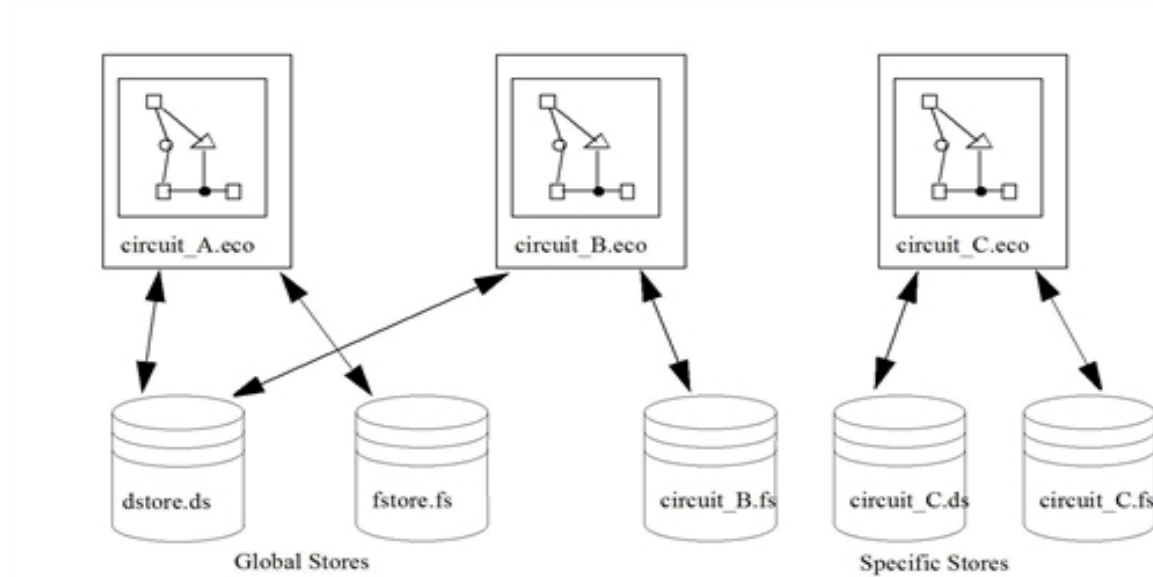 circuit_A.eco
circuit_B.eco
circuit_C.eco
dstore.ds
fstore.fs
circuit_B.fs
circuit_C.ds
circuit_C.fs
Global Stores
Specific Stores